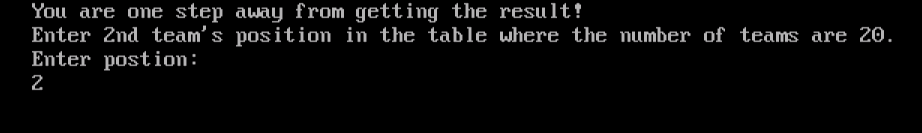 You are one step away from getting the result!
Enter 2nd team's position in the table where the number of teams are 20.
Enter postion:
2